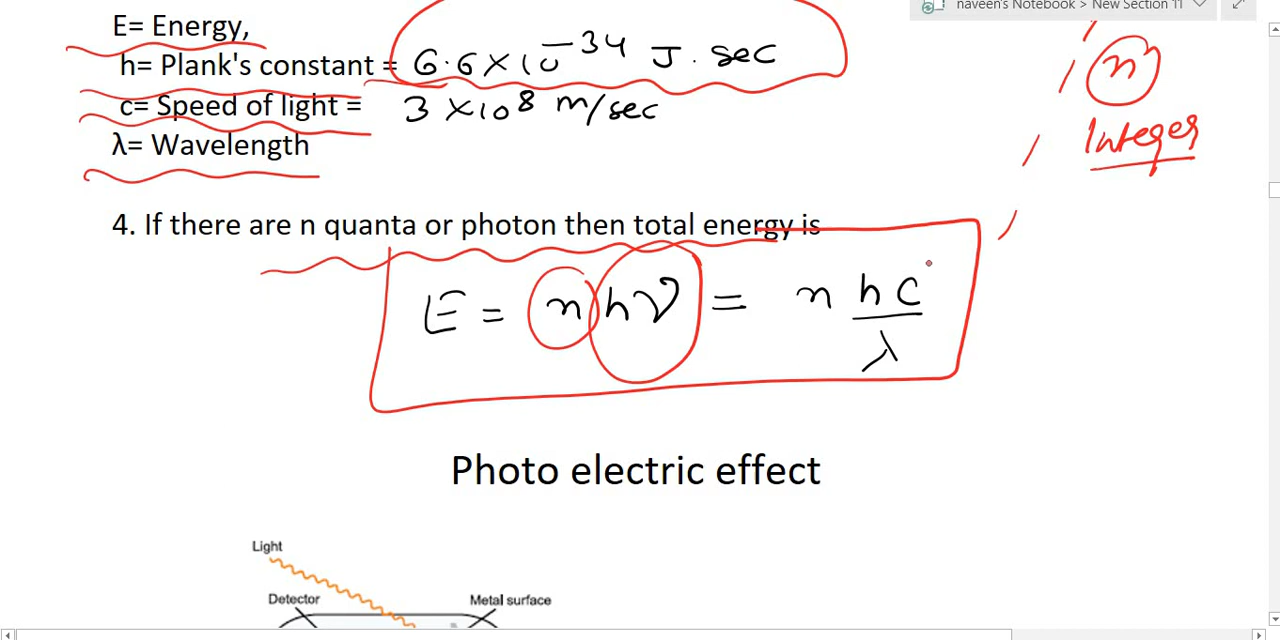 naveen's Notebook > New Section 11
E= Energy,
h= Plank's constant = 6.6×10⁻³⁴ J. sec
c= Speed of light = 3 ×10⁸ m/sec
λ= Wavelength
n
Integer
4. If there are n quanta or photon then total energy is
E = nhν = n hc/λ
Photo electric effect
Light
Detector
Metal surface